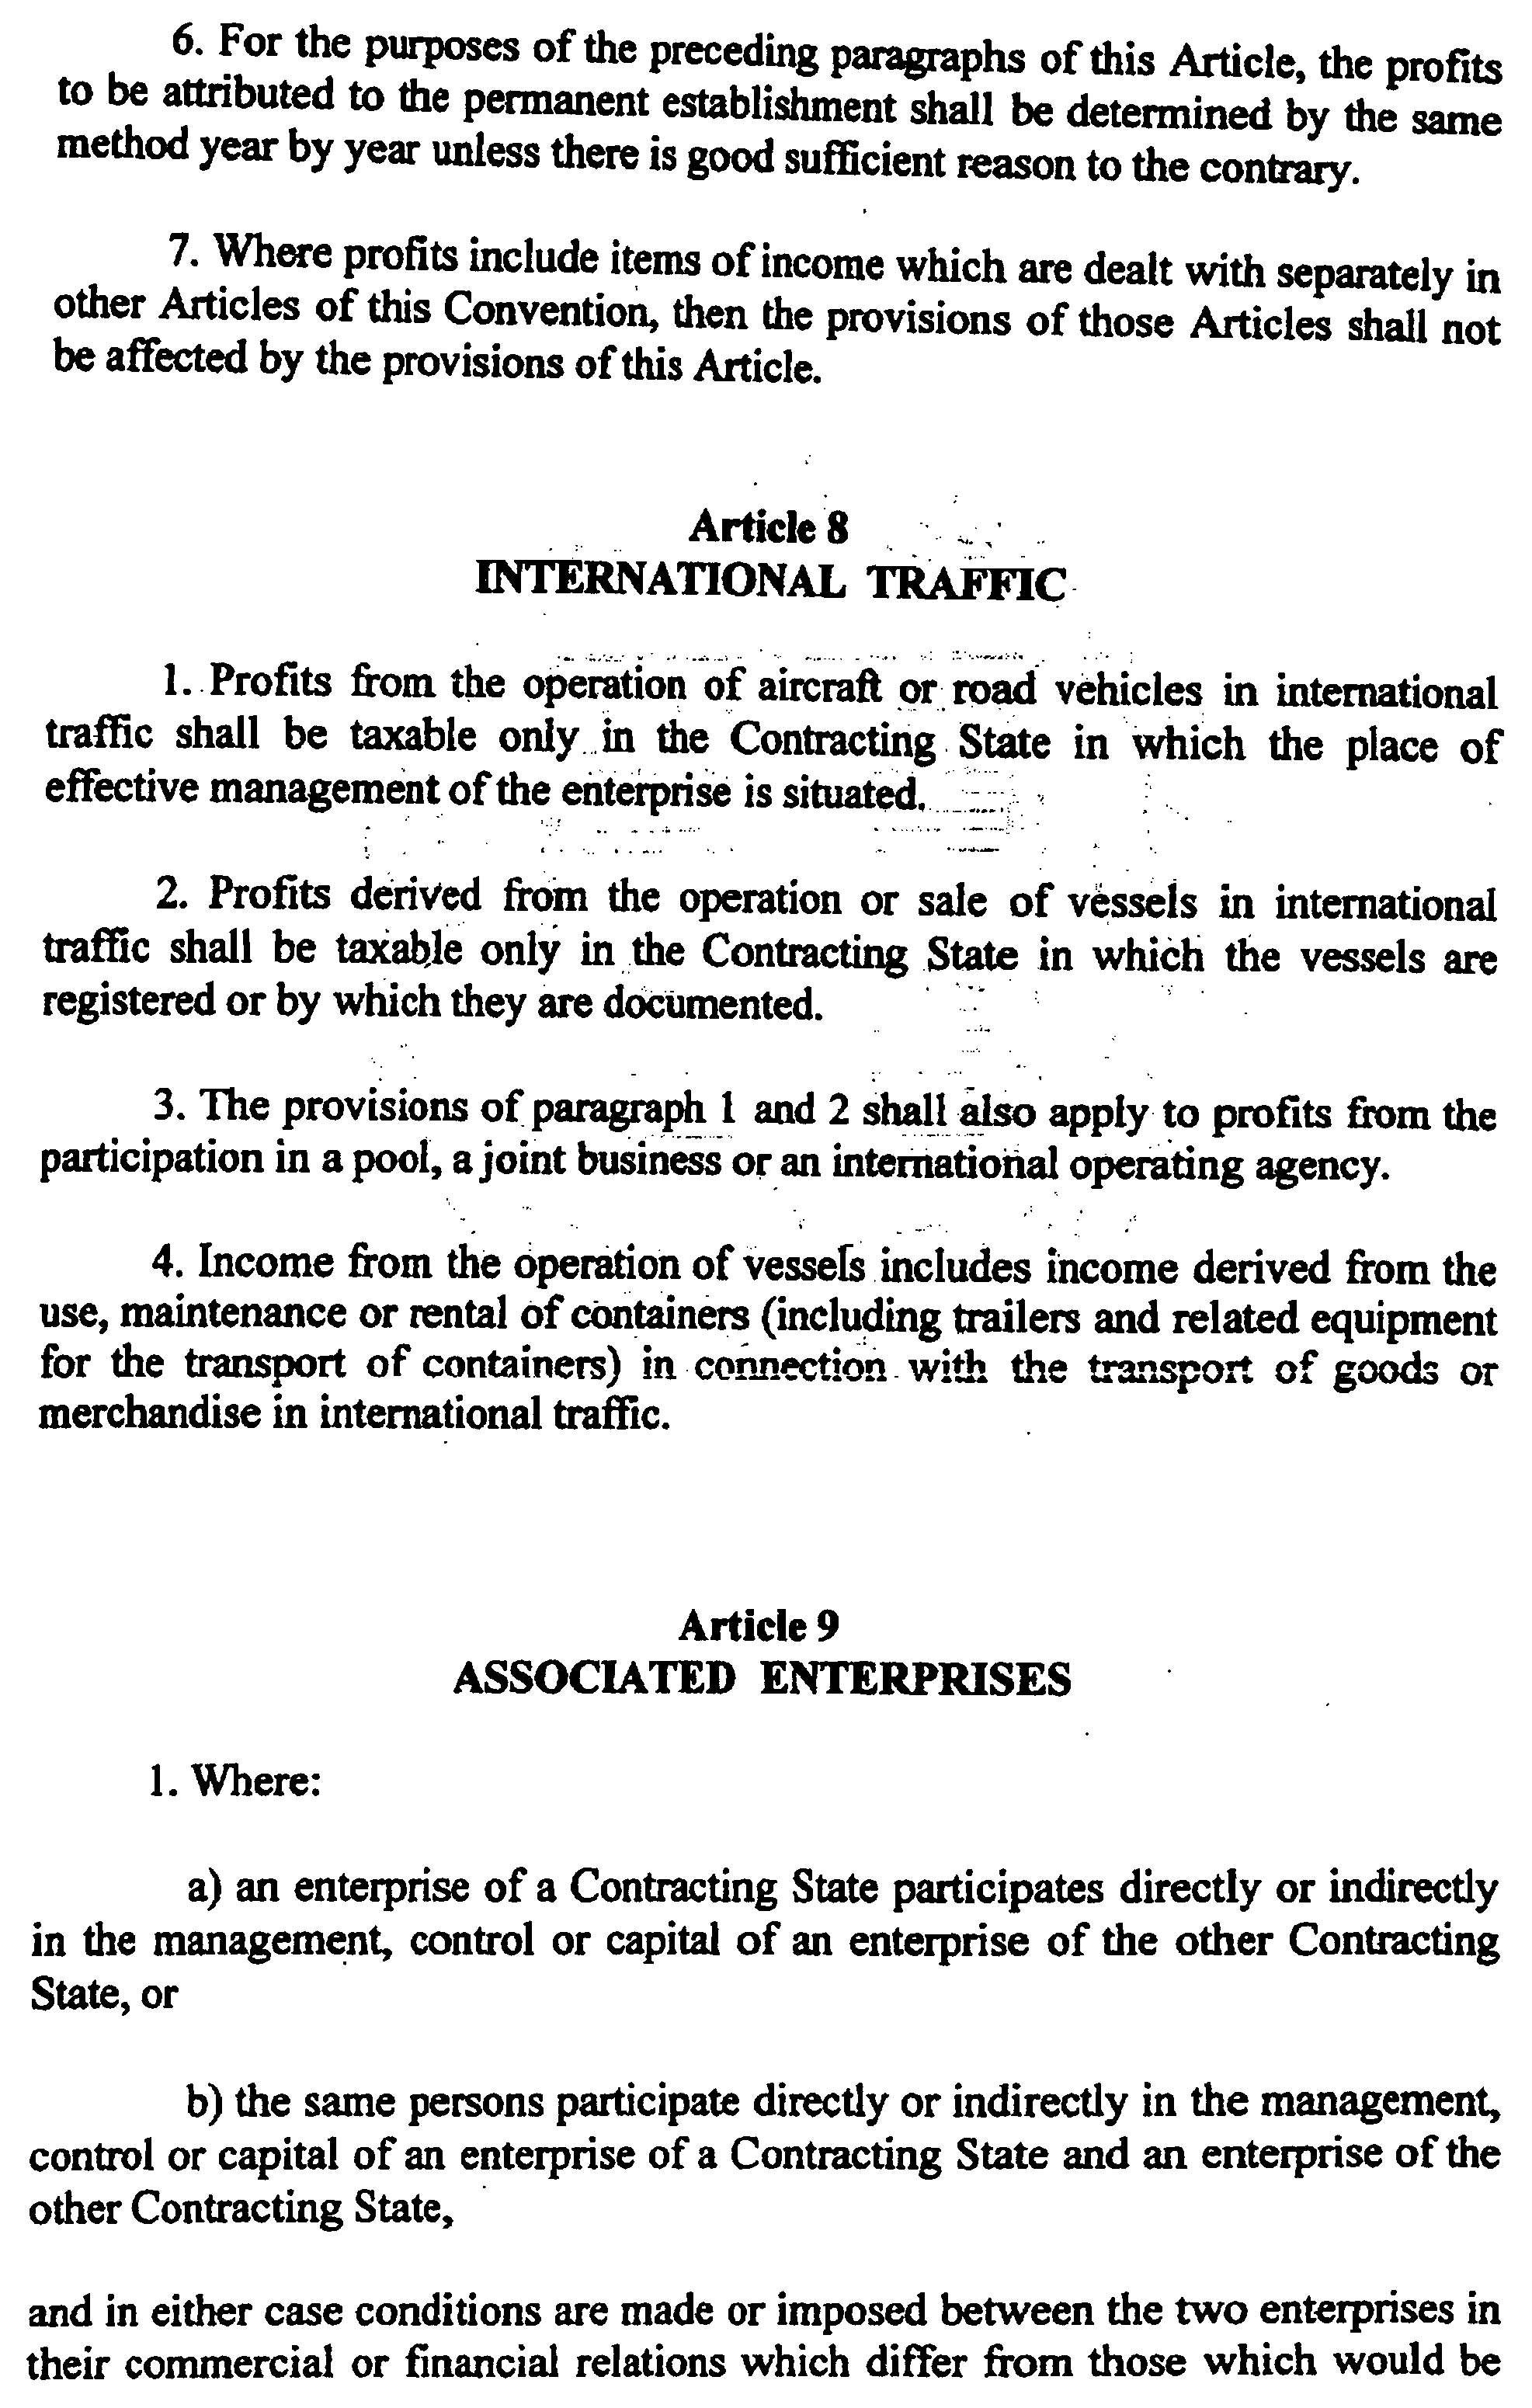 6. For the purposes of the preceding paragraphs of this Article, the profits
to be attributed to the permanent establishment shall be determined by the same
method year by year unless there is good sufficient reason to the contrary.
7. Where profits include items of income which are dealt with separately in
other Articles of this Convention, then the provisions of those Articles shall not
be affected by the provisions of this Article.
Article 8
INTERNATIONAL TRAFFIC
1. Profits from the operation of aircraft or road vehicles in international
traffic shall be taxable only in the Contracting State in which the place of
effective management of the enterprise is situated.
2. Profits derived from the operation or sale of vessels in international
traffic shall be taxable only in the Contracting State in which the vessels are
registered or by which they are documented.
3. The provisions of paragraph 1 and 2 shall also apply to profits from the
participation in a pool, a joint business or an international operating agency.
4. Income from the operation of vessels includes income derived from the
use, maintenance or rental of containers (including trailers and related equipment
for the transport of containers) in connection with the transport of goods or
merchandise in international traffic.
Article 9
ASSOCIATED ENTERPRISES
1. Where:
a) an enterprise of a Contracting State participates directly or indirectly
in the management, control or capital of an enterprise of the other Contracting
State, or
b) the same persons participate directly or indirectly in the management,
control or capital of an enterprise of a Contracting State and an enterprise of the
other Contracting State,
and in either case conditions are made or imposed between the two enterprises in
their commercial or financial relations which differ from those which would be